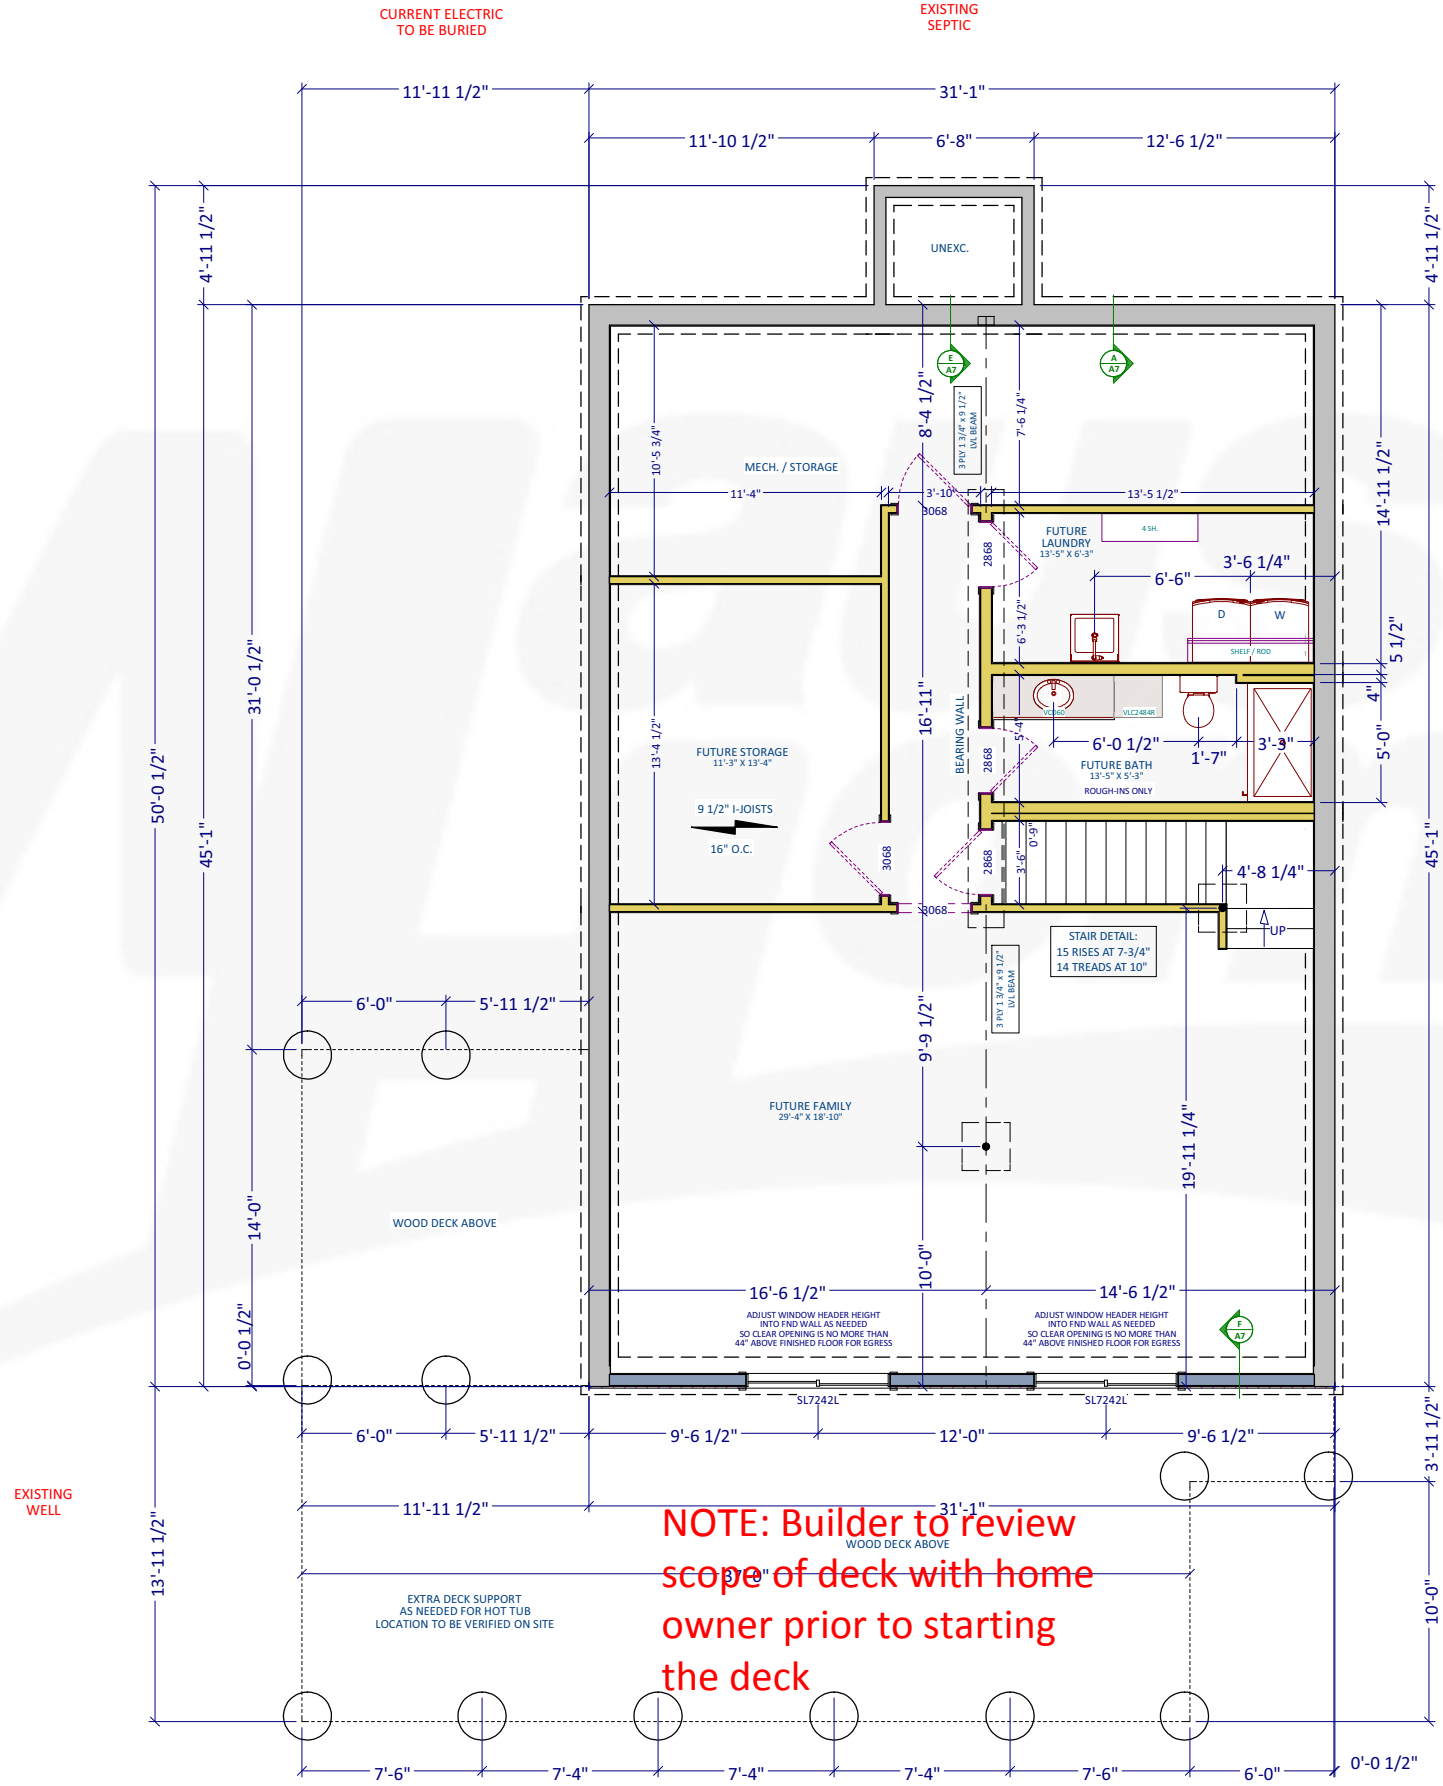 CURRENT ELECTRIC
TO BE BURIED
EXISTING
SEPTIC
11'-11 1/2"
31'-1"
11'-10 1/2"
6'-8"
12'-6 1/2"
4'-11 1/2"
4'-11 1/2"
UNEXC.
E
A7
A
A7
8'-4 1/2"
3 PLY 1 3/4" x 9 1/2"
LVL BEAM
7'-6 1/4"
10'-5 3/4"
MECH. / STORAGE
14'-11 1/2"
11'-4"
3'-10"
13'-5 1/2"
3068
FUTURE
LAUNDRY
13'-5" X 6'-3"
4 SH.
2868
3'-6 1/4"
6'-6"
D
W
6'-3 1/2"
SHELF / ROD
5 1/2"
31'-0 1/2"
4"
VCD60
VLC2484R
16'-11"
BEARING WALL
5'-4"
13'-4 1/2"
FUTURE STORAGE
11'-3" X 13'-4"
2868
6'-0 1/2"
1'-7"
3'-3"
5'-0"
FUTURE BATH
13'-5" X 5'-3"
ROUGH-INS ONLY
50'-0 1/2"
45'-1"
45'-1"
9 1/2" I-JOISTS
16" O.C.
3068
2868
0'-9"
3'-6"
4'-8 1/4"
3068
UP
STAIR DETAIL:
15 RISES AT 7-3/4"
14 TREADS AT 10"
3 PLY 1 3/4" x 9 1/2"
LVL BEAM
6'-0"
5'-11 1/2"
9'-9 1/2"
FUTURE FAMILY
29'-4" X 18'-10"
19'-11 1/4"
14'-0"
WOOD DECK ABOVE
10'-0"
16'-6 1/2"
14'-6 1/2"
0'-0 1/2"
ADJUST WINDOW HEADER HEIGHT
INTO FND WALL AS NEEDED
SO CLEAR OPENING IS NO MORE THAN
44" ABOVE FINISHED FLOOR FOR EGRESS
ADJUST WINDOW HEADER HEIGHT
INTO FND WALL AS NEEDED
SO CLEAR OPENING IS NO MORE THAN
44" ABOVE FINISHED FLOOR FOR EGRESS
F
A7
SL7242L
SL7242L
6'-0"
5'-11 1/2"
9'-6 1/2"
12'-0"
9'-6 1/2"
3'-11 1/2"
EXISTING
WELL
11'-11 1/2"
31'-1"
NOTE: Builder to review
scope of deck with home
owner prior to starting
the deck
WOOD DECK ABOVE
37'-0"
13'-11 1/2"
10'-0"
EXTRA DECK SUPPORT
AS NEEDED FOR HOT TUB
LOCATION TO BE VERIFIED ON SITE
7'-6"
7'-4"
7'-4"
7'-4"
7'-6"
6'-0"
0'-0 1/2"